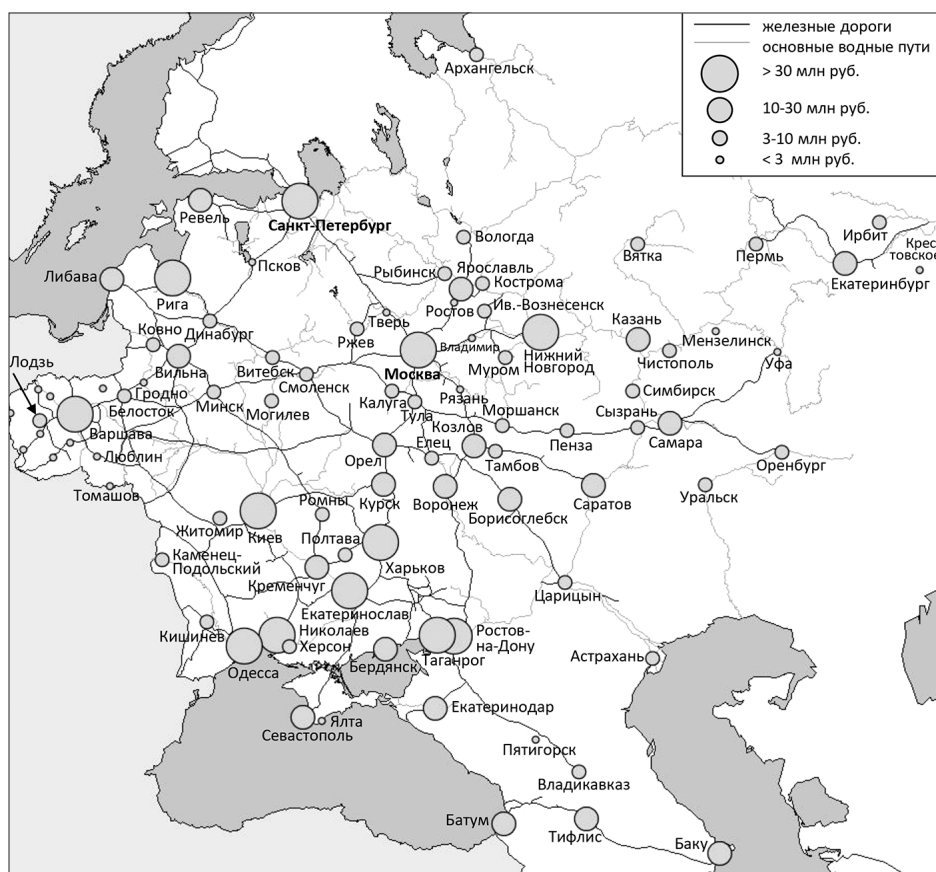 железные дороги
основные водные пути
> 30 млн руб.
10-30 млн руб.
3-10 млн руб.
< 3 млн руб.
Архангельск
Ревель
Санкт-Петербург
Псков
Вологда
Вятка
Пермь
Ирбит
Крес-
товское
Екатеринбург
Либава
Рига
Рыбинск
Ярославль
Кострома
Ростов
Ив.-Вознесенск
Тверь
Ржев
Ковно
Динабург
Владимир
Казань
Мензелинск
Чистополь
Уфа
Лодзь
Вильна
Витебск
Смоленск
Москва
Муром
Нижний
Новгород
Гродно
Белосток
Минск
Могилев
Калуга
Тула
Рязань
Моршанск
Симбирск
Сызрань
Самара
Варшава
Люблин
Томашов
Козлов
Елец
Тамбов
Пенза
Оренбург
Орел
Курск
Воронеж
Борисоглебск
Саратов
Уральск
Житомир
Киев
Ромны
Полтава
Харьков
Каменец-
Подольский
Кременчуг
Екатеринослав
Царицын
Кишинев
Николаев
Херсон
Одесса
Бердянск
Таганрог
Ростов-
на-Дону
Астрахань
Севастополь
Ялта
Екатеринодар
Пятигорск
Владикавказ
Батум
Тифлис
Баку